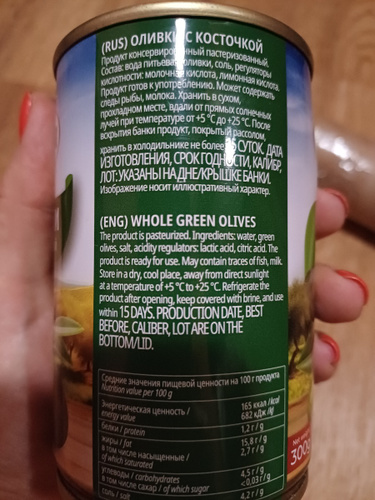 (RUS) ОЛИВКИ С КОСТОЧКОЙ
Продукт консервированный пастеризованный.
Состав: вода питьевая, оливки, соль, регуляторы
кислотности: молочная кислота, лимонная кислота.
Продукт готов к употреблению. Может содержать
следы рыбы, молока. Хранить в сухом,
прохладном месте, вдали от прямых солнечных
лучей при температуре от +5 °С до +25 °С. После
вскрытия банки продукт, покрытый рассолом,
хранить в холодильнике не более СУТОК. ДАТА
ИЗГОТОВЛЕНИЯ, СРОК ГОДНОСТИ, КАЛИБР,
ЛОТ: УКАЗАНЫ НА ДНЕ/КРЫШКЕ БАНКИ.
Изображение носит иллюстративный характер.
(ENG) WHOLE GREEN OLIVES
The product is pasteurized. Ingredients: water, green
olives, salt, acidity regulators: lactic acid, citric acid. The
product is ready for use. May contain traces of fish, milk.
Store in a dry, cool place, away from direct sunlight
at a temperature of +5 °C to +25 °C. Refrigerate the
product after opening, keep covered with brine, and use
within 15 DAYS. PRODUCTION DATE, BEST
BEFORE, CALIBER, LOT ARE ON THE
BOTTOM/LID.
Средние значения пищевой ценности на 100 г продукта
Nutrition value per 100 g
Энергетическая ценность / 165 ккал / kcal
energy value 682 кДж / kJ
белки / protein 1,2 г / g
жиры / fat 15,8 г / g
в том числе насыщенные / 2,7 г / g
of which saturated
углеводы / carbohydrates 4,5 г / g
в том числе сахар / of which sugar <0,03 г / g
соль / salt 4,2 г / g
300g